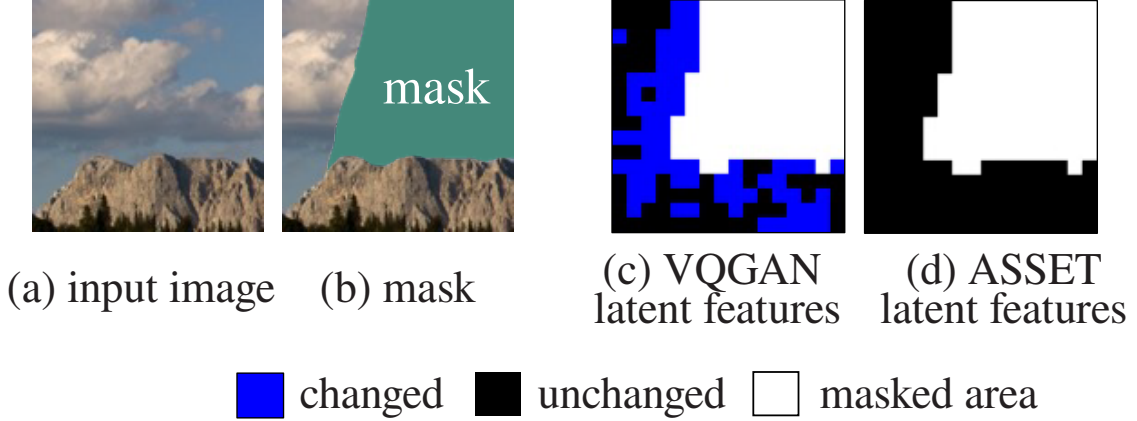 mask
(a) input image
(b) mask
(c) VQGAN
latent features
(d) ASSET
latent features
changed
unchanged
masked area